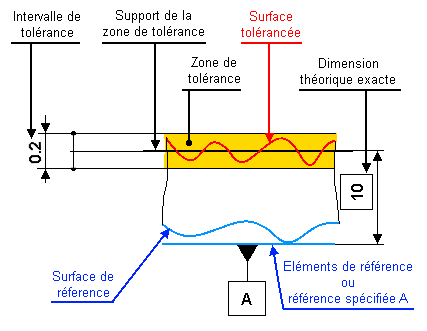 Intervalle de
tolérance
Support de la
zone de tolérance
Surface
tolérancée
Zone de
tolérance
Dimension
théorique exacte
0.2
10
Surface de
réference
A
Eléments de référence
ou
référence spécifiée A